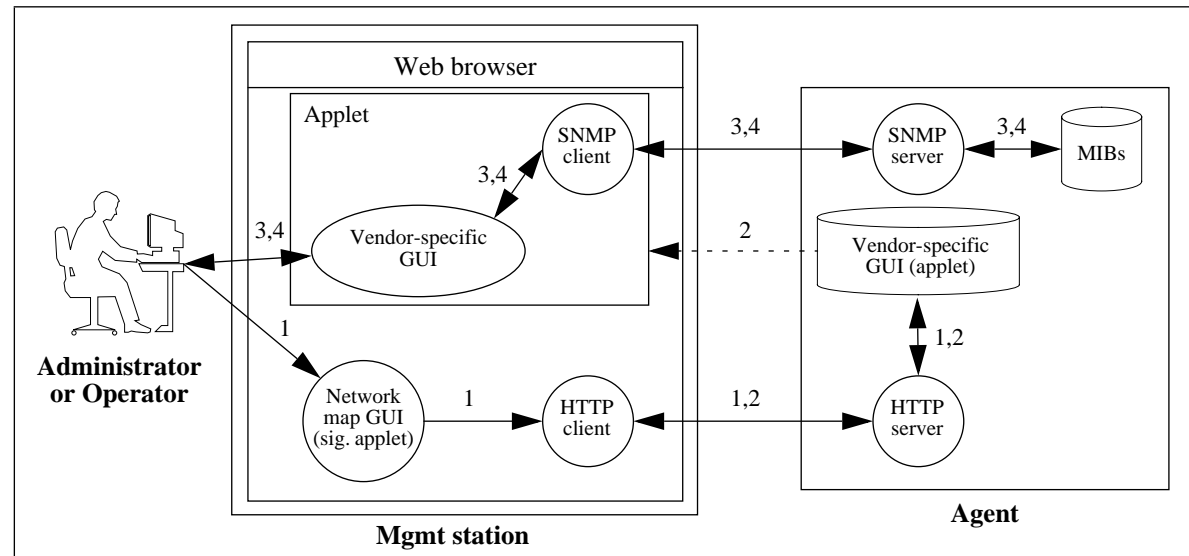 Web browser
Applet
SNMP
client
3,4
SNMP
server
3,4
MIBs
3,4
3,4
Vendor-specific
GUI
2
Vendor-specific
GUI (applet)
1
1,2
Administrator
or Operator
Network
map GUI
(sig. applet)
1
HTTP
client
1,2
HTTP
server
Mgmt station
Agent